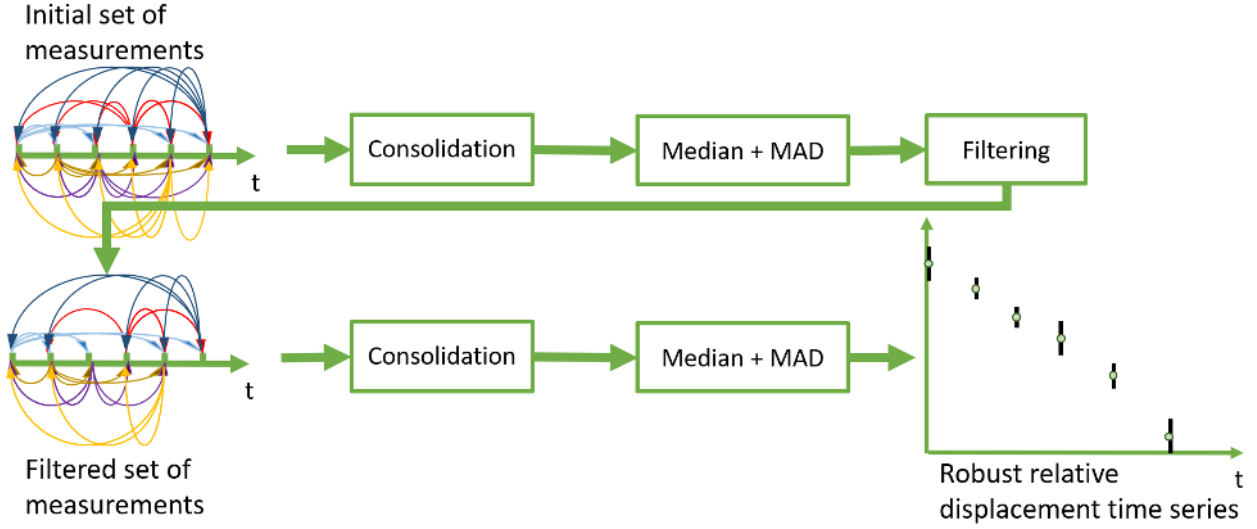 Initial set of
measurements
t
Consolidation
Median + MAD
Filtering
t
Consolidation
Median + MAD
Filtered set of
measurements
t
Robust relative
displacement time series